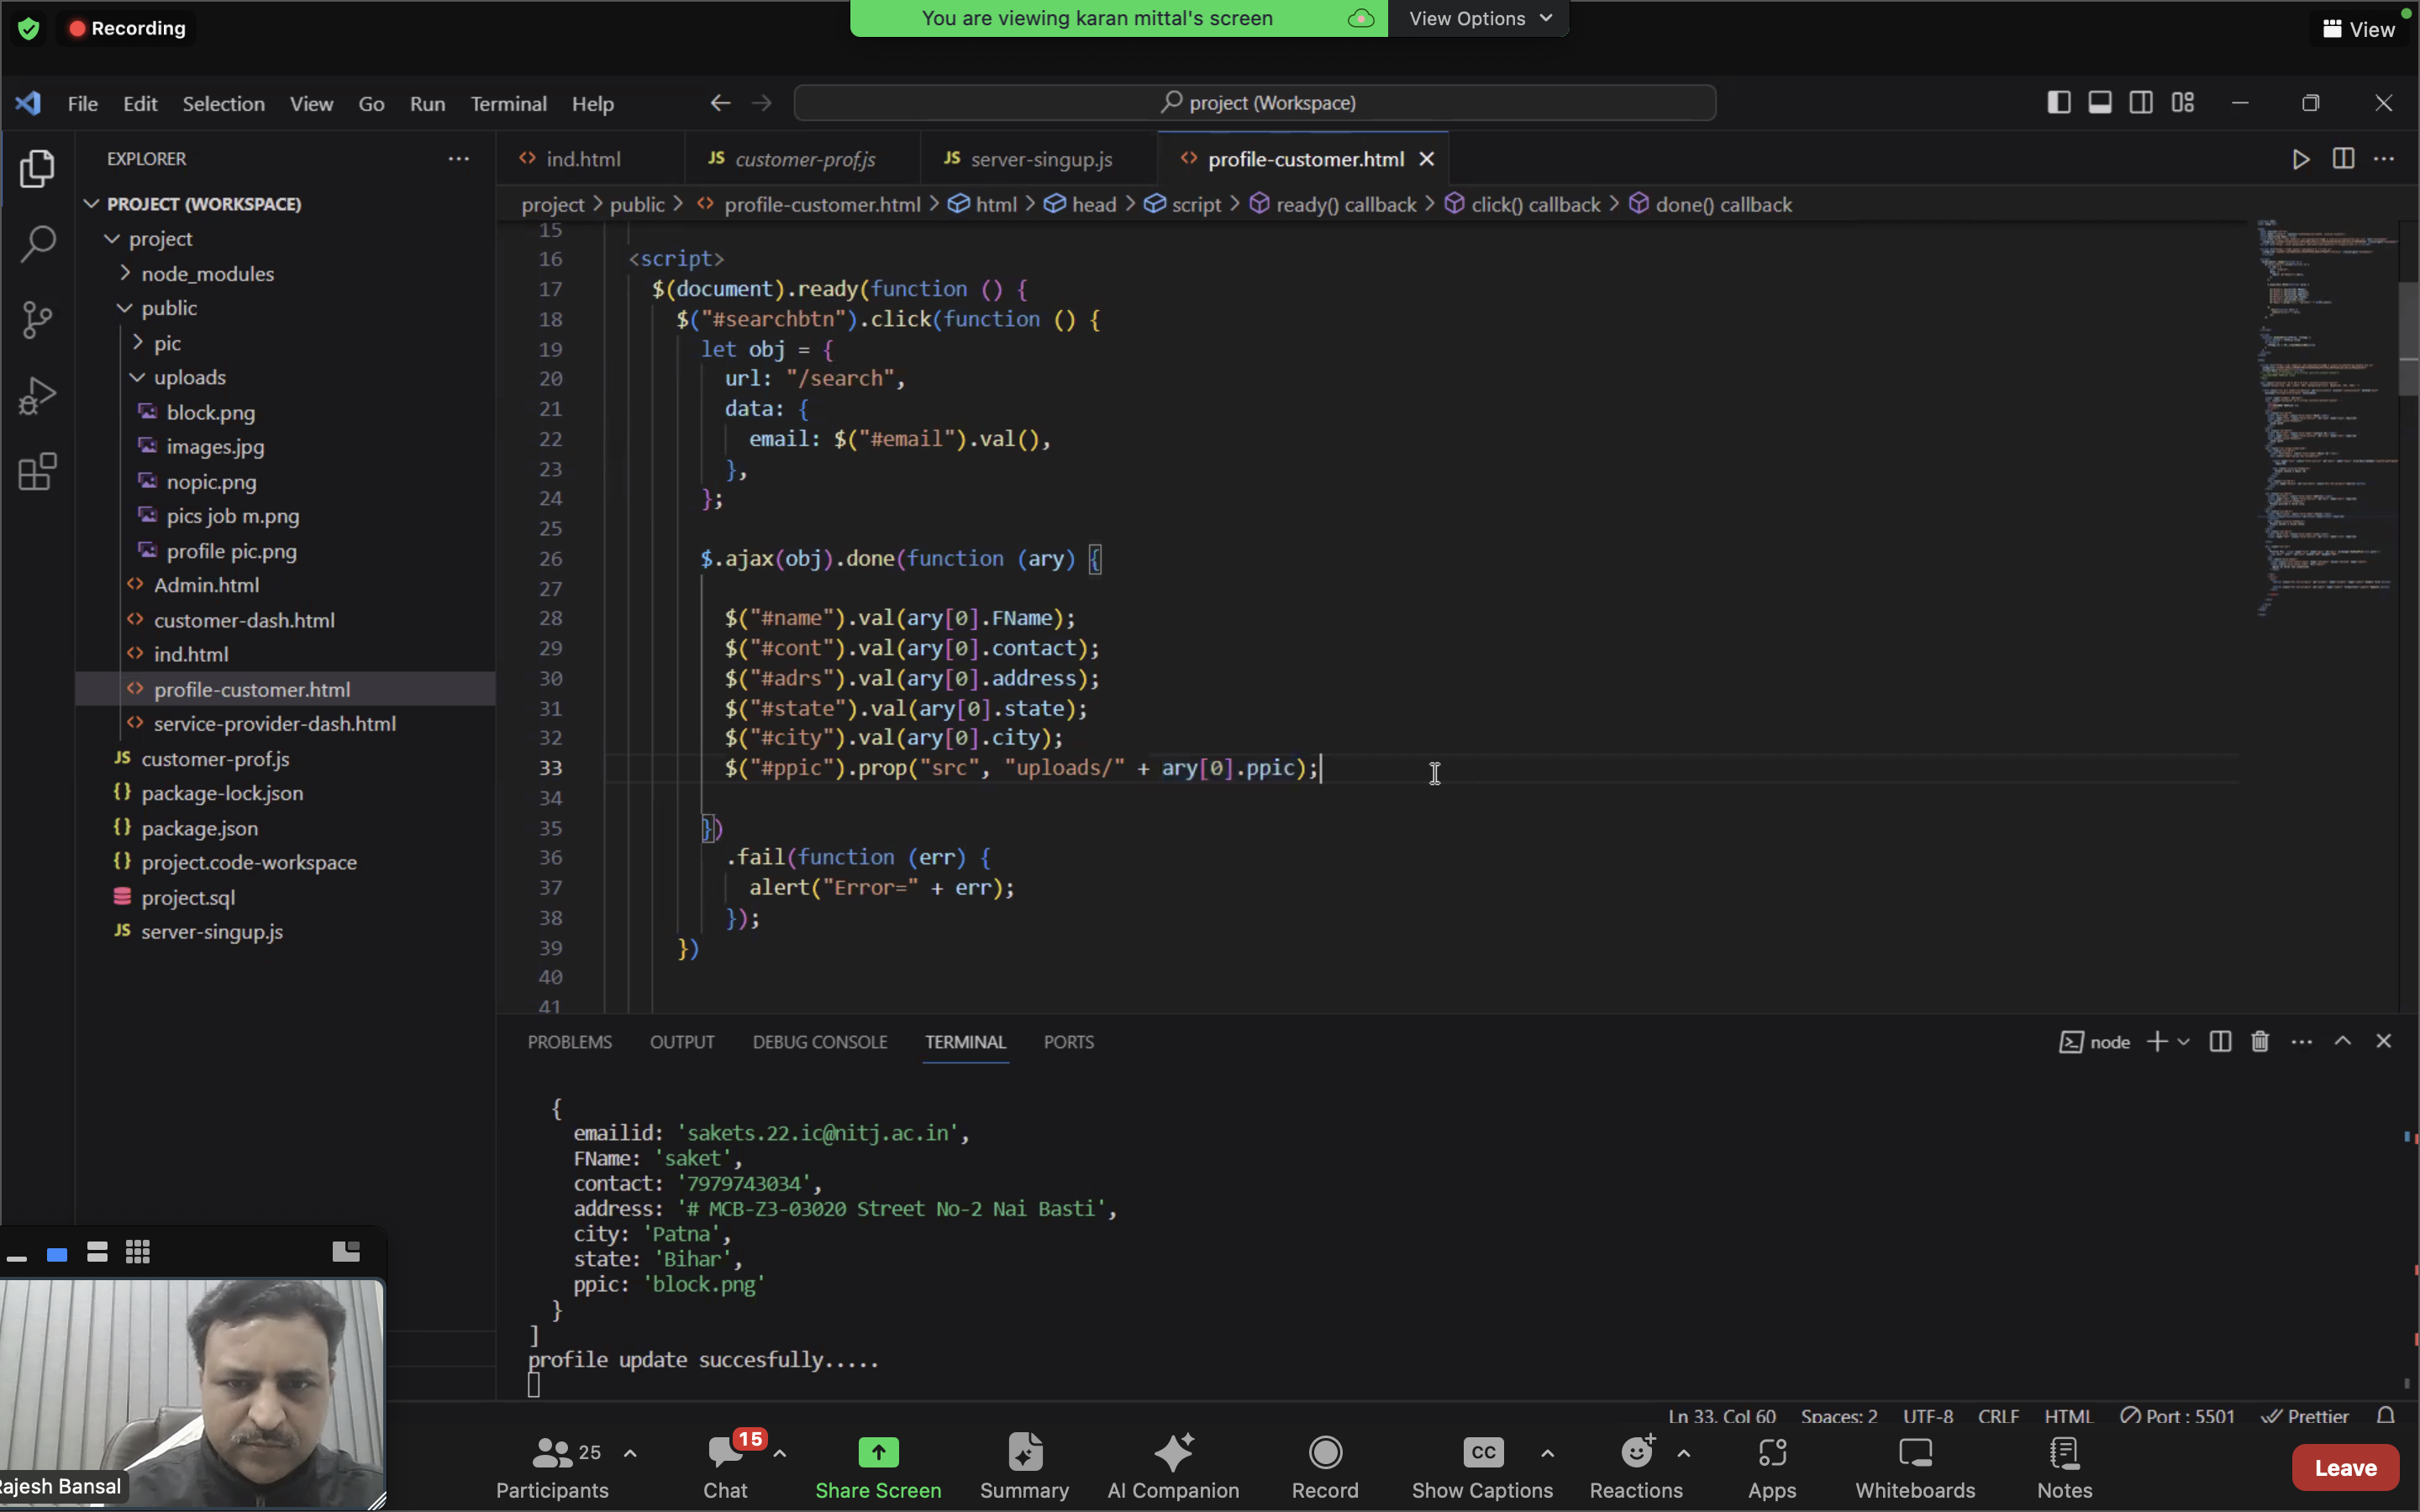 Recording
You are viewing karan mittal's screen
View Options
View
File Edit Selection View Go Run Terminal Help
project (Workspace)
EXPLORER
PROJECT (WORKSPACE)
project
node_modules
public
pic
uploads
block.png
images.jpg
nopic.png
pics job m.png
profile pic.png
Admin.html
customer-dash.html
ind.html
profile-customer.html
service-provider-dash.html
JS customer-prof.js
{} package-lock.json
{} package.json
{} project.code-workspace
project.sql
JS server-singup.js
<> ind.html JS customer-prof.js JS server-singup.js <> profile-customer.html
project > public > <> profile-customer.html > html > head > script > ready() callback > click() callback > done() callback
15
16 <script>
17 $(document).ready(function () {
18 $("#searchbtn").click(function () {
19 let obj = {
20 url: "/search",
21 data: {
22 email: $("#email").val(),
23 },
24 };
25
26 $.ajax(obj).done(function (ary) {
27
28 $("#name").val(ary[0].FName);
29 $("#cont").val(ary[0].contact);
30 $("#adrs").val(ary[0].address);
31 $("#state").val(ary[0].state);
32 $("#city").val(ary[0].city);
33 $("#ppic").prop("src", "uploads/" + ary[0].ppic);
34
35 })
36 .fail(function (err) {
37 alert("Error=" + err);
38 });
39 })
40
41
PROBLEMS OUTPUT DEBUG CONSOLE TERMINAL PORTS
node
{
emailid: 'sakets.22.ic@nitj.ac.in',
FName: 'saket',
contact: '7979743034',
address: '# MCB-Z3-03020 Street No-2 Nai Basti',
city: 'Patna',
state: 'Bihar',
ppic: 'block.png'
}
]
profile update succesfully.....
Ln 33, Col 60 Spaces: 2 UTF-8 CRLF HTML Port : 5501 Prettier
ajesh Bansal
25
Participants
15
Chat
Share Screen
Summary
AI Companion
Record
CC
Show Captions
Reactions
Apps
Whiteboards
Notes
Leave